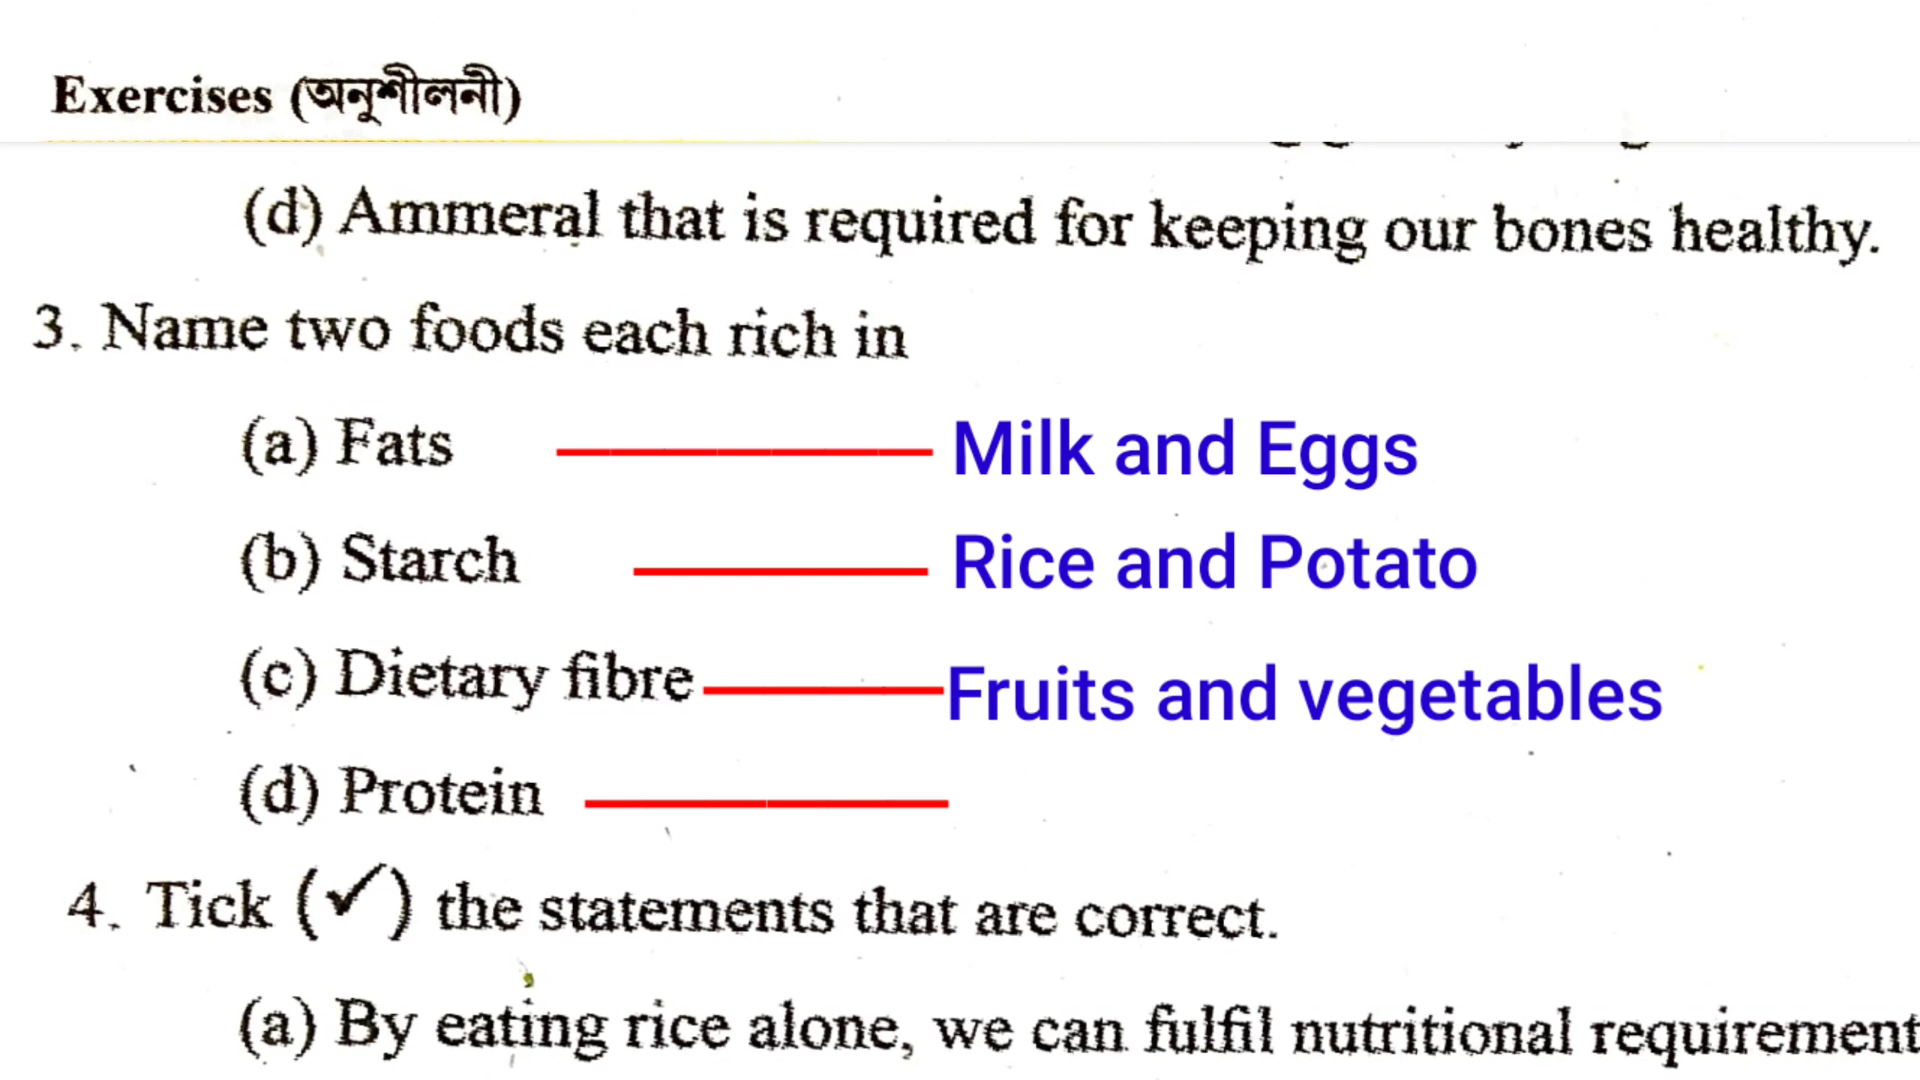 Exercises (অনুশীলনী)
(d) Ammeral that is required for keeping our bones healthy.
3. Name two foods each rich in
(a) Fats Milk and Eggs
(b) Starch Rice and Potato
(c) Dietary fibre Fruits and vegetables
(d) Protein
4. Tick (✓) the statements that are correct.
(a) By eating rice alone, we can fulfil nutritional requirement